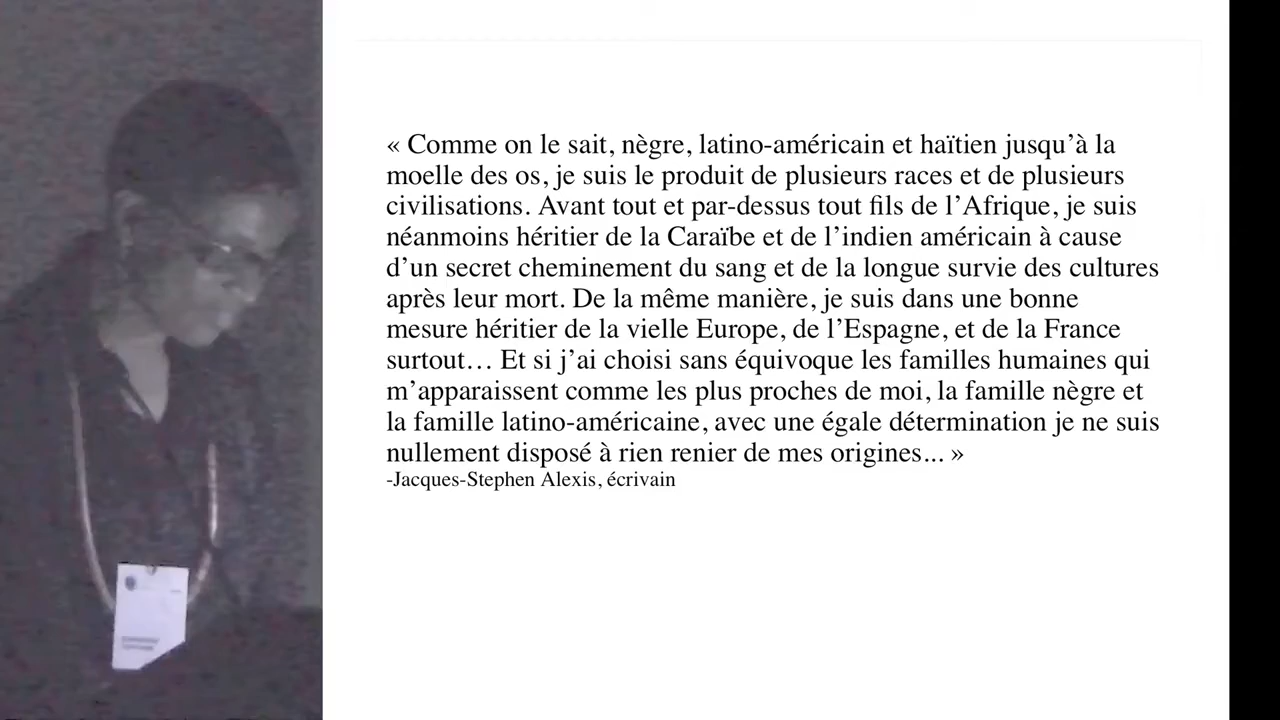 « Comme on le sait, nègre, latino-américain et haïtien jusqu’à la
moelle des os, je suis le produit de plusieurs races et de plusieurs
civilisations. Avant tout et par-dessus tout fils de l’Afrique, je suis
néanmoins héritier de la Caraïbe et de l’indien américain à cause
d’un secret cheminement du sang et de la longue survie des cultures
après leur mort. De la même manière, je suis dans une bonne
mesure héritier de la vielle Europe, de l’Espagne, et de la France
surtout… Et si j’ai choisi sans équivoque les familles humaines qui
m’apparaissent comme les plus proches de moi, la famille nègre et
la famille latino-américaine, avec une égale détermination je ne suis
nullement disposé à rien renier de mes origines... »
-Jacques-Stephen Alexis, écrivain